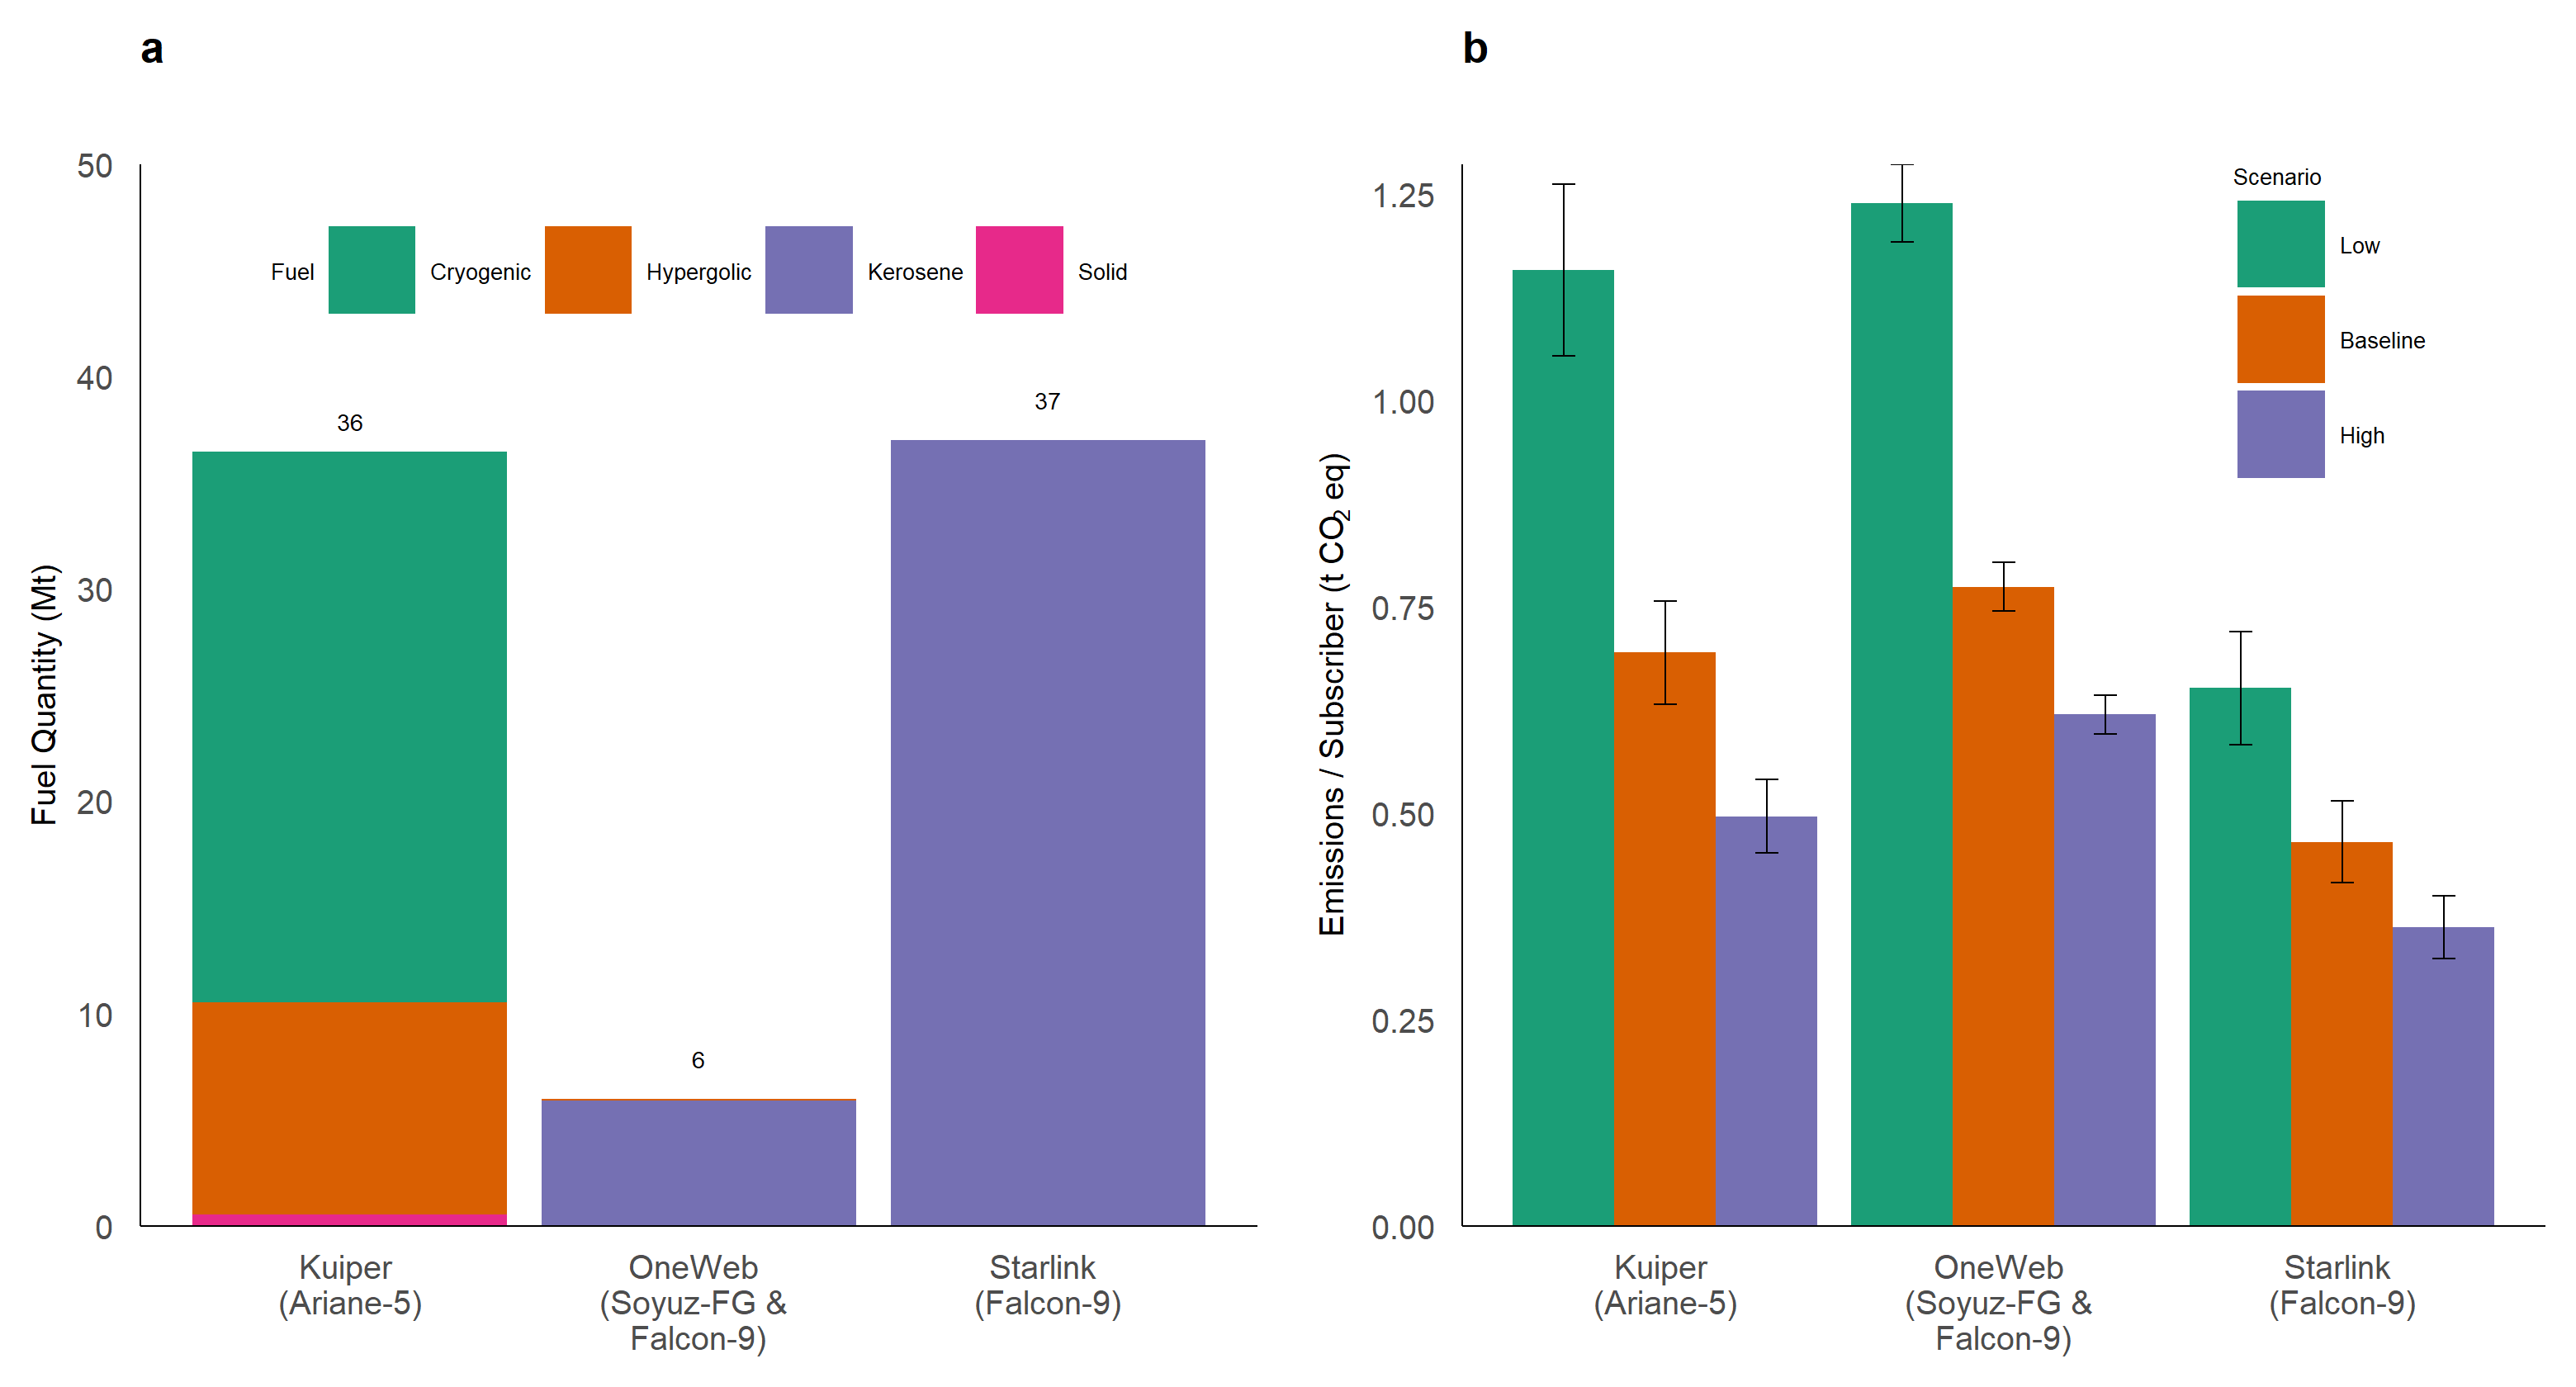 a
50
40
30
20
10
0
Fuel Quantity (Mt)
Fuel Cryogenic Hypergolic Kerosene Solid
36
6
37
Kuiper
(Ariane-5)
OneWeb
(Soyuz-FG &
Falcon-9)
Starlink
(Falcon-9)
b
1.25
1.00
0.75
0.50
0.25
0.00
Emissions / Subscriber (t CO₂ eq)
Scenario
Low
Baseline
High
Kuiper
(Ariane-5)
OneWeb
(Soyuz-FG &
Falcon-9)
Starlink
(Falcon-9)